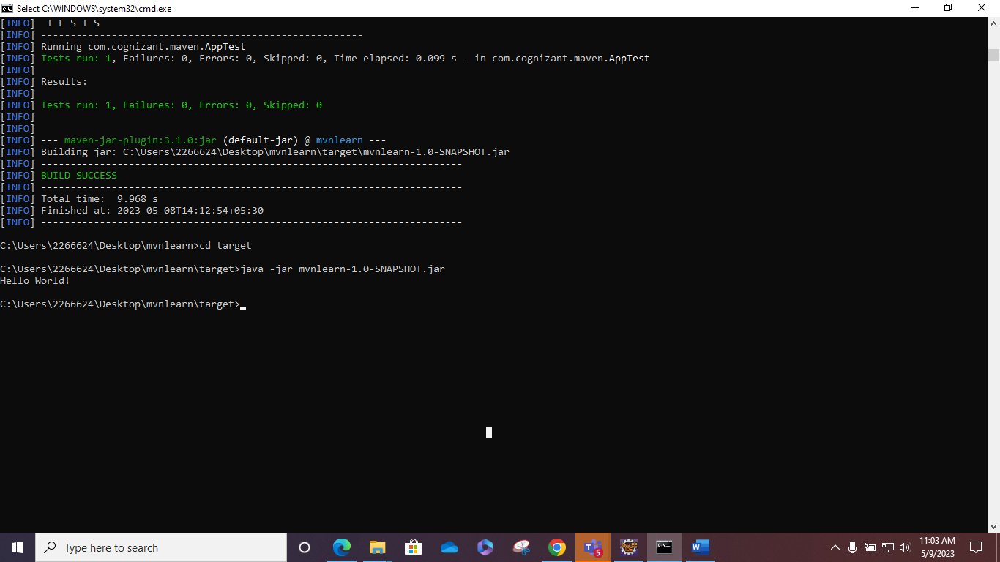 Select C:\WINDOWS\system32\cmd.exe
[INFO]  T E S T S
[INFO] -------------------------------------------------------
[INFO] Running com.cognizant.maven.AppTest
[INFO] Tests run: 1, Failures: 0, Errors: 0, Skipped: 0, Time elapsed: 0.099 s - in com.cognizant.maven.AppTest
[INFO]
[INFO] Results:
[INFO]
[INFO] Tests run: 1, Failures: 0, Errors: 0, Skipped: 0
[INFO]
[INFO]
[INFO] --- maven-jar-plugin:3.1.0:jar (default-jar) @ mvnlearn ---
[INFO] Building jar: C:\Users\2266624\Desktop\mvnlearn\target\mvnlearn-1.0-SNAPSHOT.jar
[INFO] ------------------------------------------------------------------------
[INFO] BUILD SUCCESS
[INFO] ------------------------------------------------------------------------
[INFO] Total time:  9.968 s
[INFO] Finished at: 2023-05-08T14:12:54+05:30
[INFO] ------------------------------------------------------------------------
C:\Users\2266624\Desktop\mvnlearn>cd target
C:\Users\2266624\Desktop\mvnlearn\target>java -jar mvnlearn-1.0-SNAPSHOT.jar
Hello World!
C:\Users\2266624\Desktop\mvnlearn\target>
Type here to search
5
11:03 AM
5/9/2023